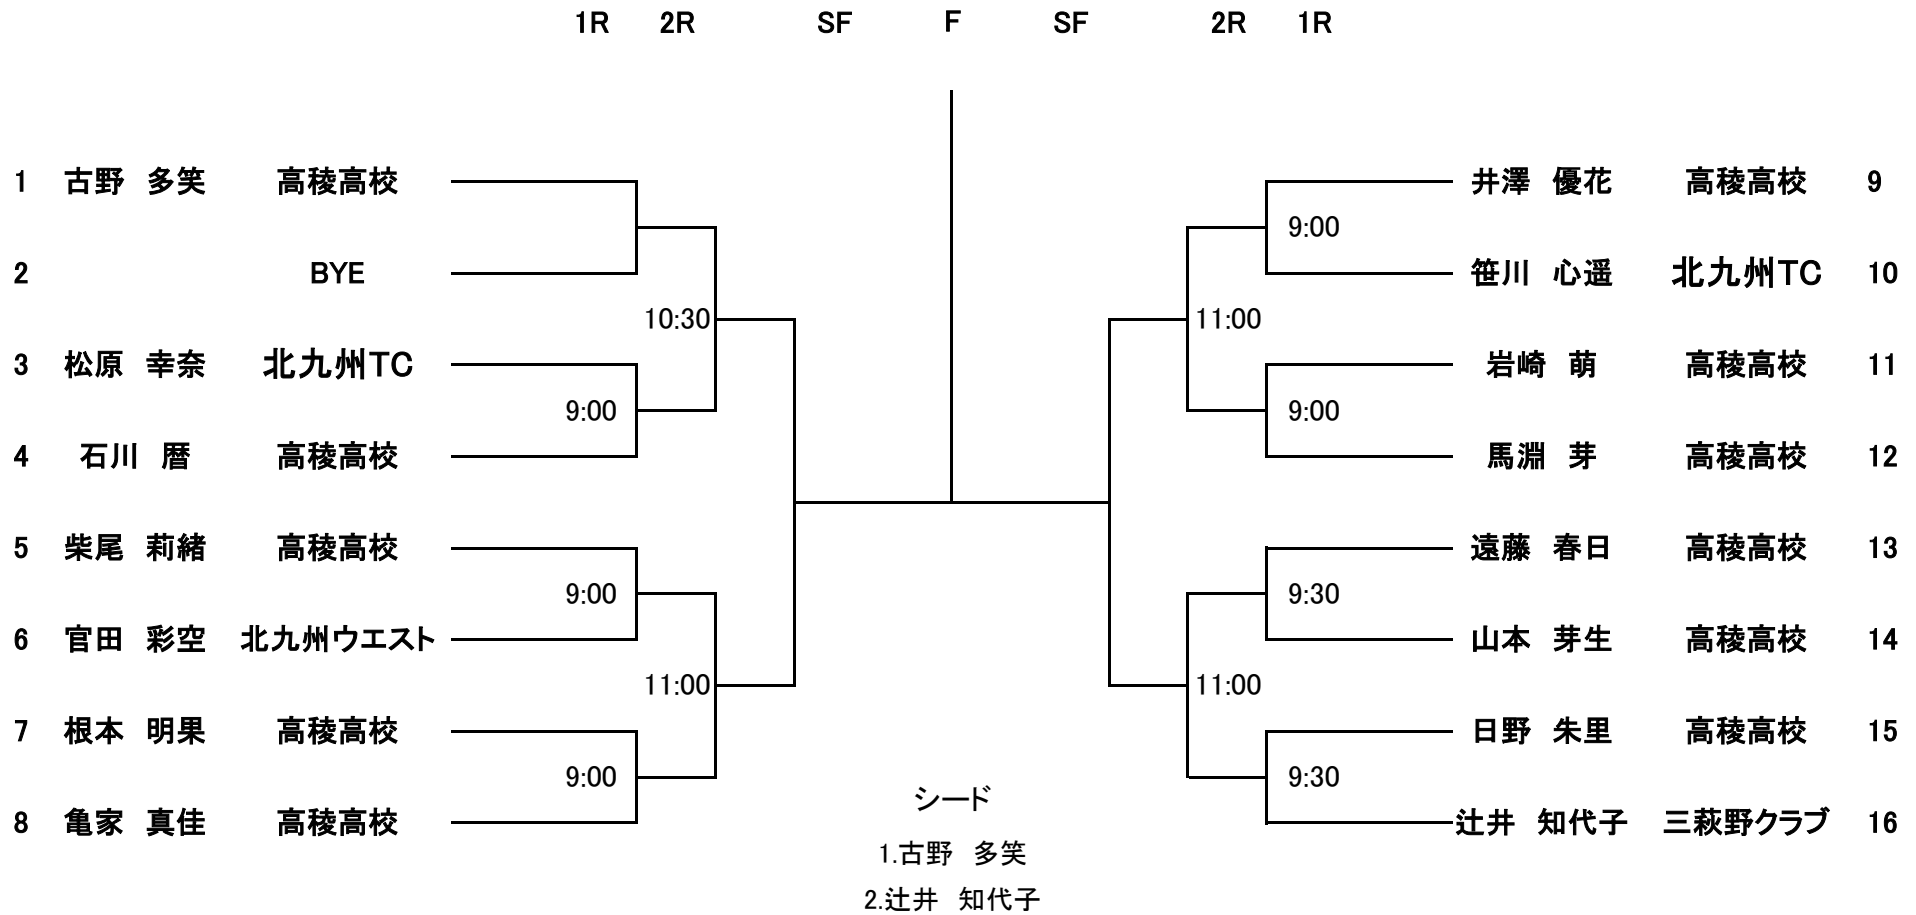 1R 2R SF F SF 2R 1R
1 古野 多笑 高稜高校 井澤 優花 高稜高校 9
9:00
2 BYE 笹川 心遥 北九州TC 10
10:30 11:00
3 松原 幸奈 北九州TC 岩崎 萌 高稜高校 11
9:00 9:00
4 石川 暦 高稜高校 馬淵 芽 高稜高校 12
5 柴尾 莉緒 高稜高校 遠藤 春日 高稜高校 13
9:00 9:30
6 官田 彩空 北九州ウエスト 山本 芽生 高稜高校 14
11:00 11:00
7 根本 明果 高稜高校 日野 朱里 高稜高校 15
9:00 9:30
8 亀家 真佳 高稜高校 辻井 知代子 三萩野クラブ 16
シード
1.古野 多笑
2.辻井 知代子